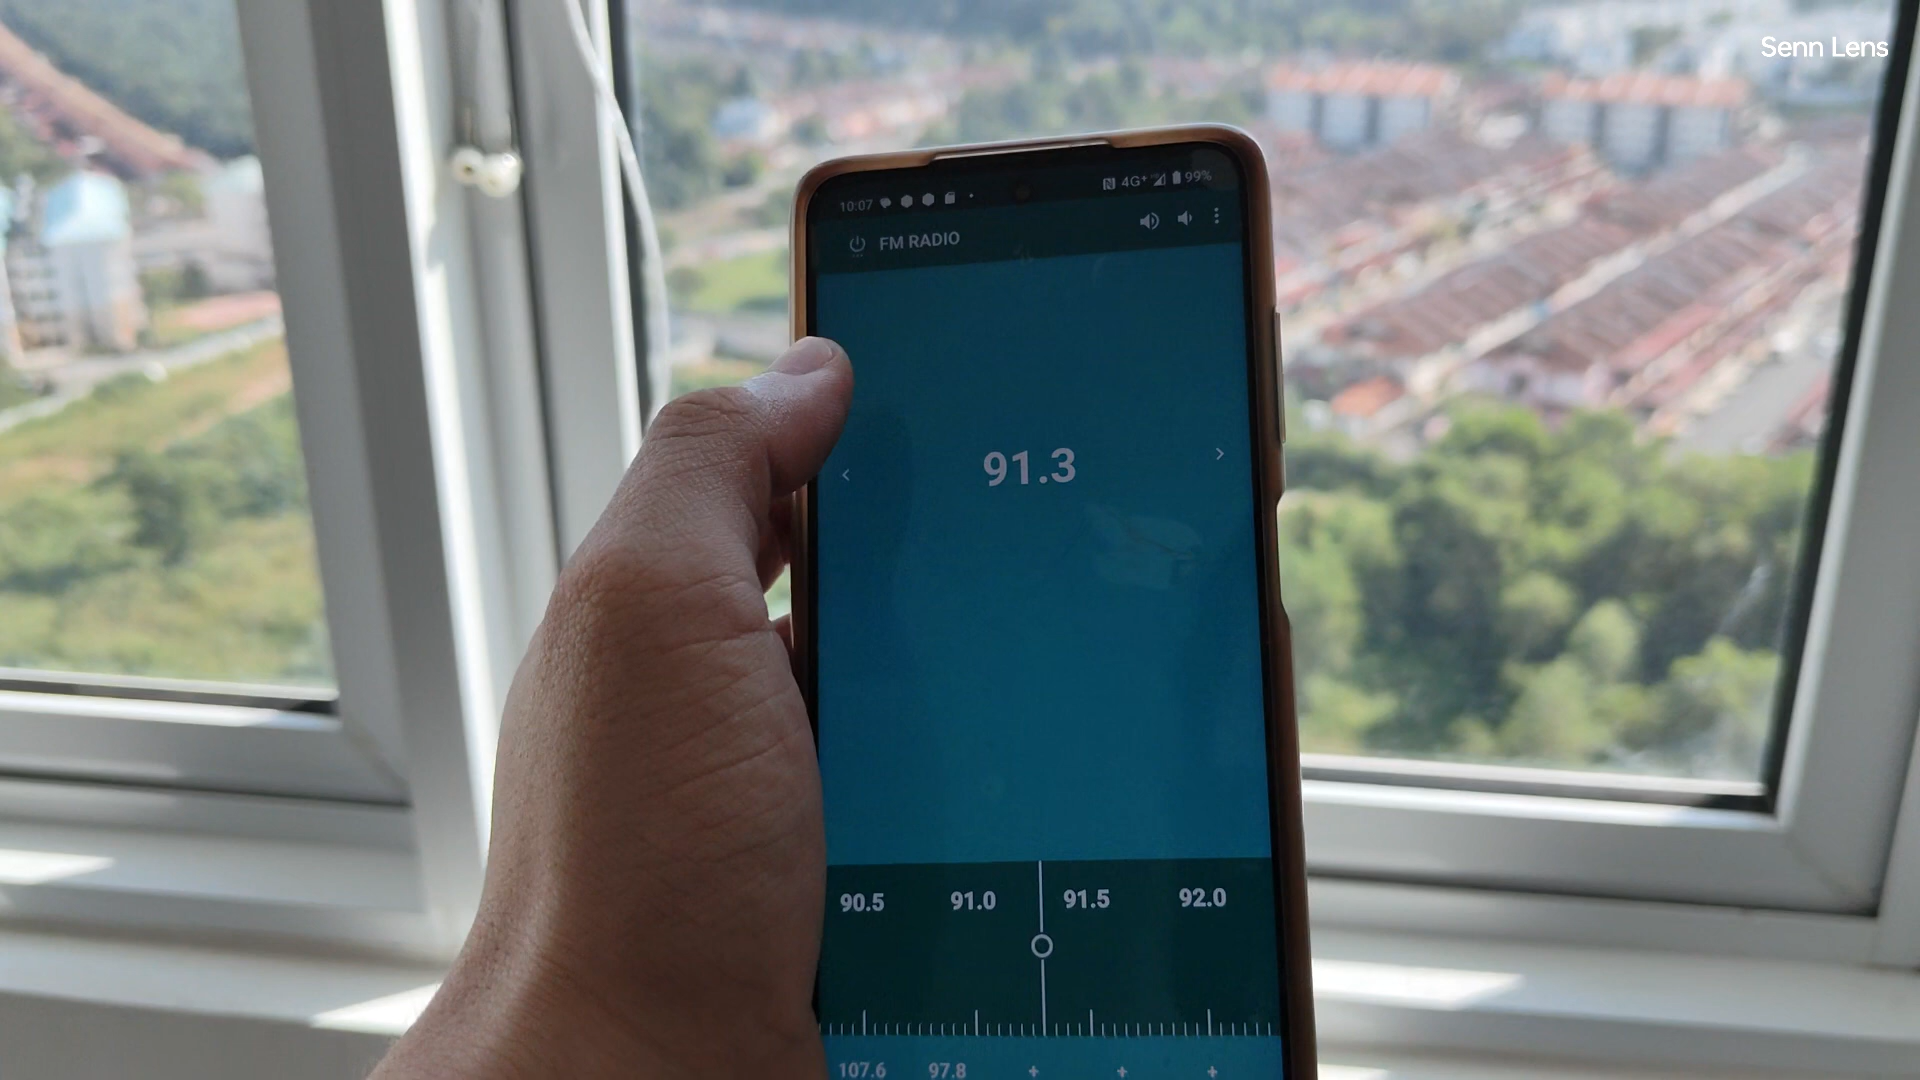 Senn Lens
10:07 4G+ 99%
FM RADIO
91.3
90.5 91.0 91.5 92.0
107.6 97.8 + + +